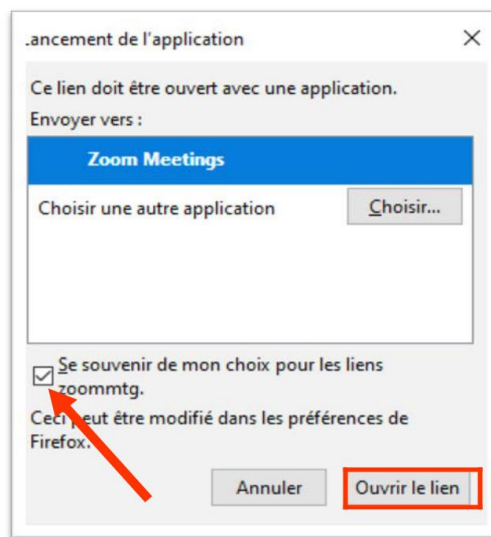 .ancement de l'application
Ce lien doit être ouvert avec une application.
Envoyer vers :
Zoom Meetings
Choisir une autre application
Choisir...
Se souvenir de mon choix pour les liens
zoommtg.
Ceci peut être modifié dans les préférences de
Firefox.
Annuler
Ouvrir le lien